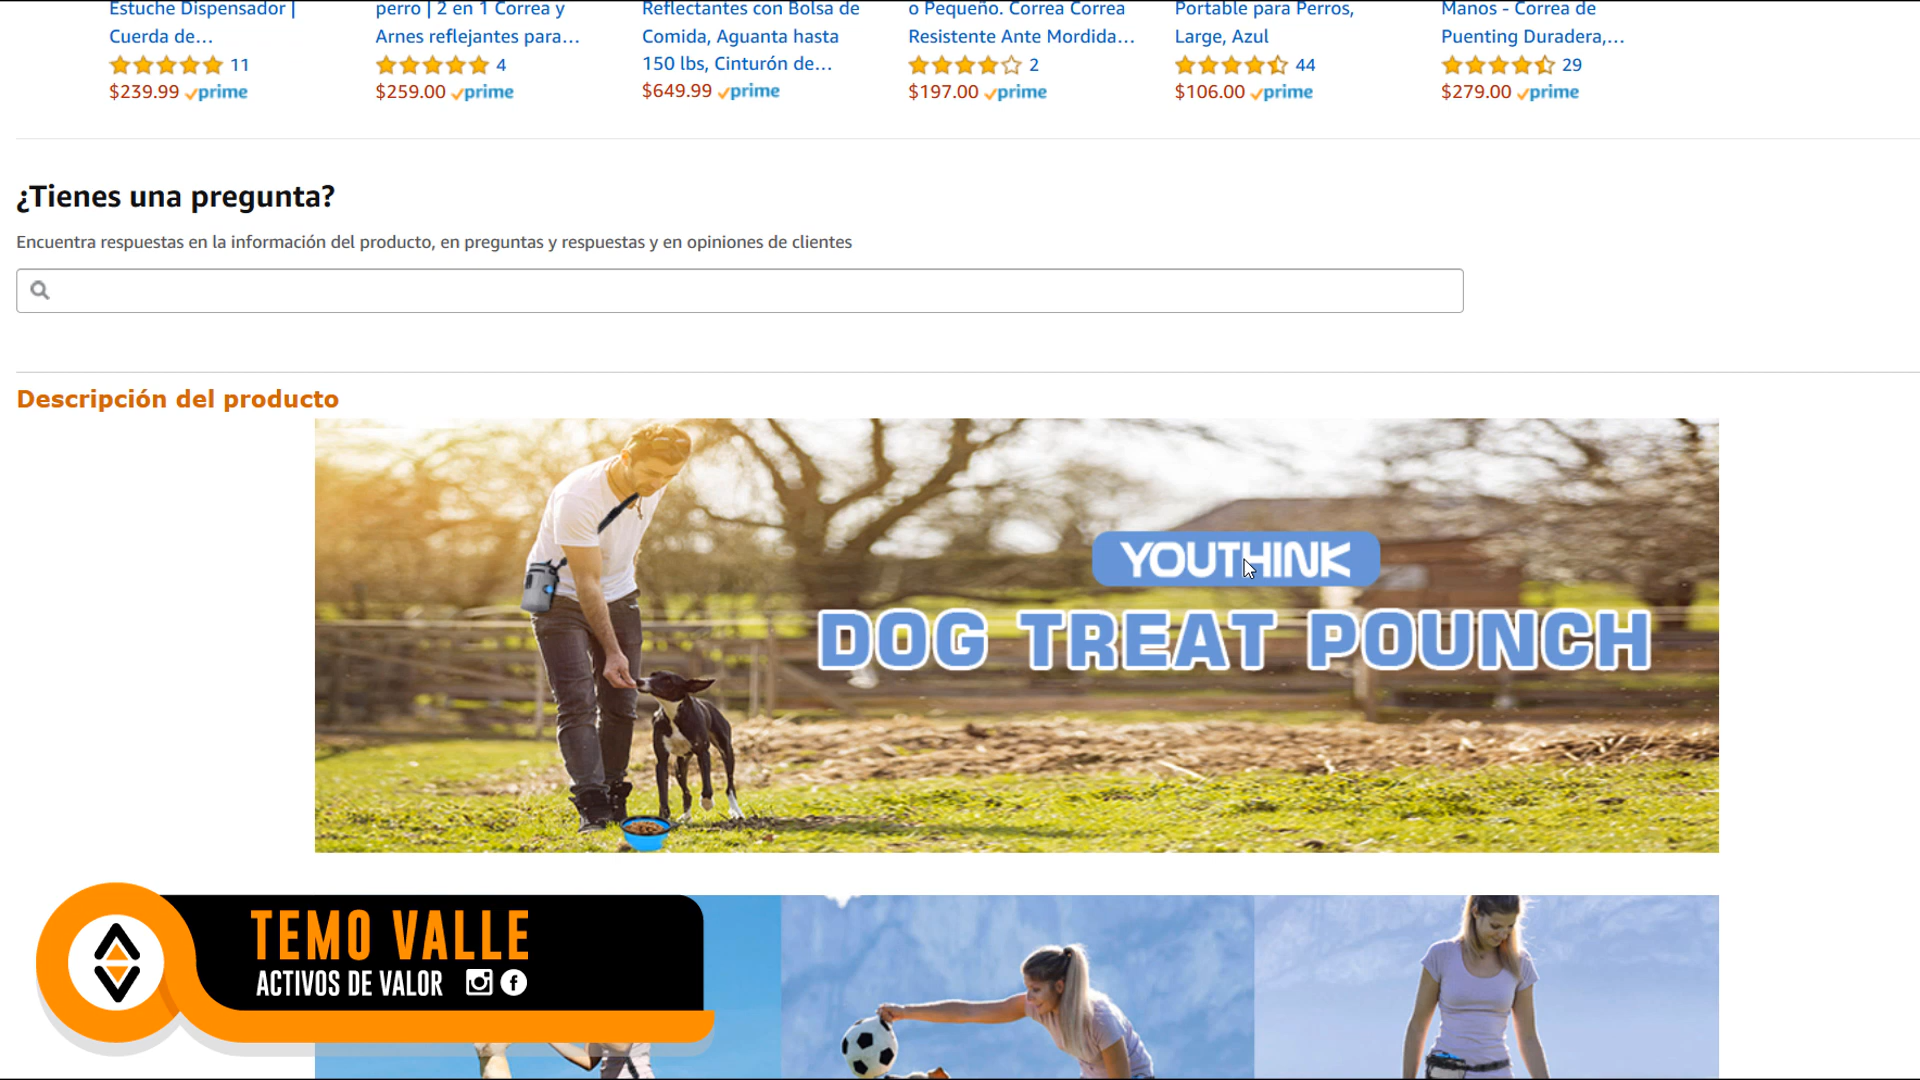 Estuche Dispensador |
Cuerda de...
11
$239.99 prime
perro | 2 en 1 Correa y
Arnes reflejantes para...
4
$259.00 prime
Reflectantes con Bolsa de
Comida, Aguanta hasta
150 lbs, Cinturón de...
$649.99 prime
o Pequeño. Correa Correa
Resistente Ante Mordida...
2
$197.00 prime
Portable para Perros,
Large, Azul
44
$106.00 prime
Manos - Correa de
Puenting Duradera,...
29
$279.00 prime
¿Tienes una pregunta?
Encuentra respuestas en la información del producto, en preguntas y respuestas y en opiniones de clientes
Descripción del producto
YOUTHINK
DOG TREAT POUNCH
TEMO VALLE
ACTIVOS DE VALOR